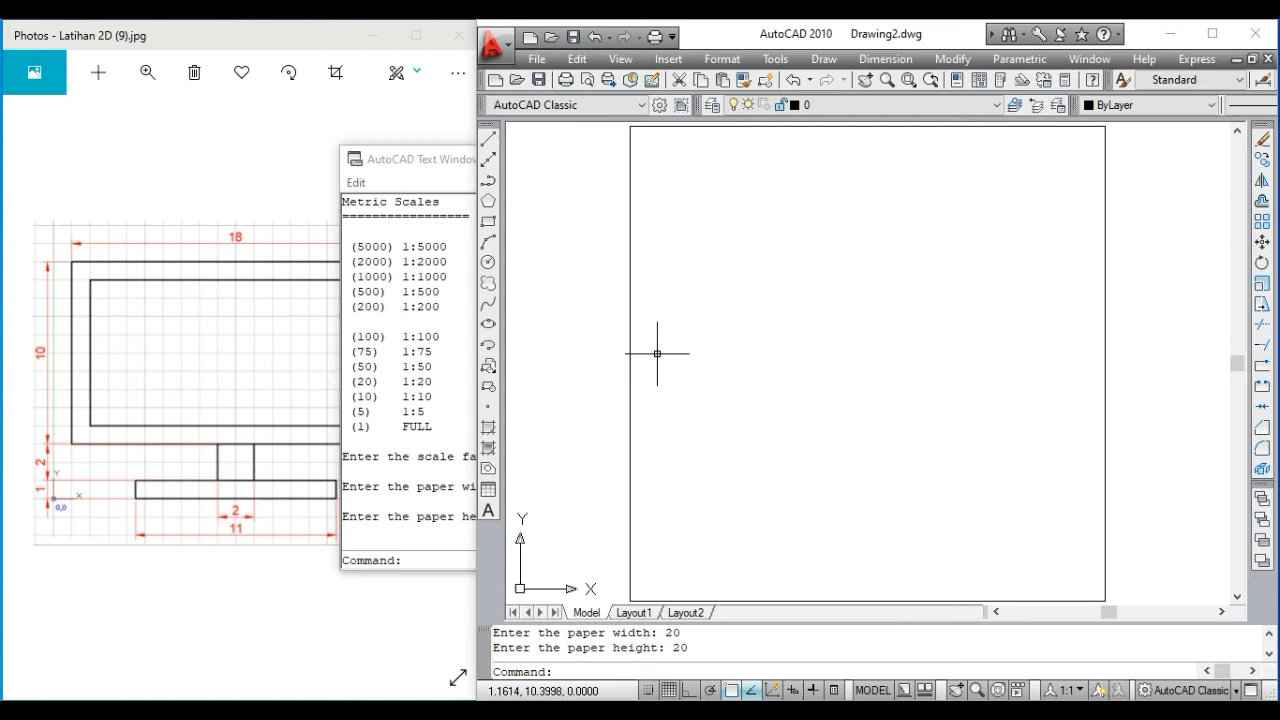 Photos - Latihan 2D (9).jpg
AutoCAD 2010 Drawing2.dwg
File Edit View Insert Format Tools Draw Dimension Modify Parametric Window Help Express
Standard
AutoCAD Classic
0
ByLayer
AutoCAD Text Window
Edit
Metric Scales
=================
(5000) 1:5000
(2000) 1:2000
(1000) 1:1000
(500) 1:500
(200) 1:200
(100) 1:100
(75) 1:75
(50) 1:50
(20) 1:20
(10) 1:10
(5) 1:5
(1) FULL
Enter the scale fa
Enter the paper wi
Enter the paper he
Command:
18
10
2
1
Y
X
0,0
2
11
A
Y
X
Model Layout1 Layout2
Enter the paper width: 20
Enter the paper height: 20
Command:
1.1614, 10.3998, 0.0000
MODEL
1:1
AutoCAD Classic